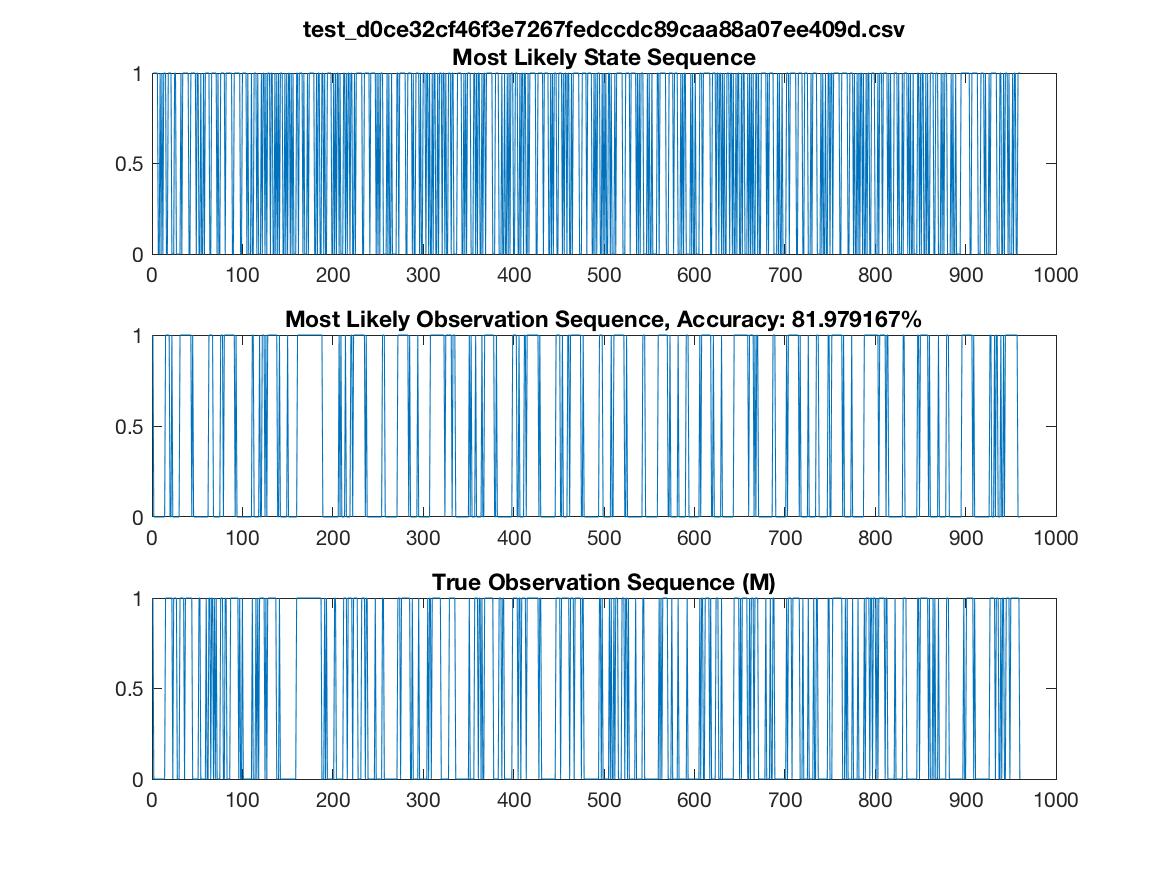 test_d0ce32cf46f3e7267fedccdc89caa88a07ee409d.csv
Most Likely State Sequence
1
0.5
0
0 100 200 300 400 500 600 700 800 900 1000
Most Likely Observation Sequence, Accuracy: 81.979167%
1
0.5
0
0 100 200 300 400 500 600 700 800 900 1000
True Observation Sequence (M)
1
0.5
0
0 100 200 300 400 500 600 700 800 900 1000